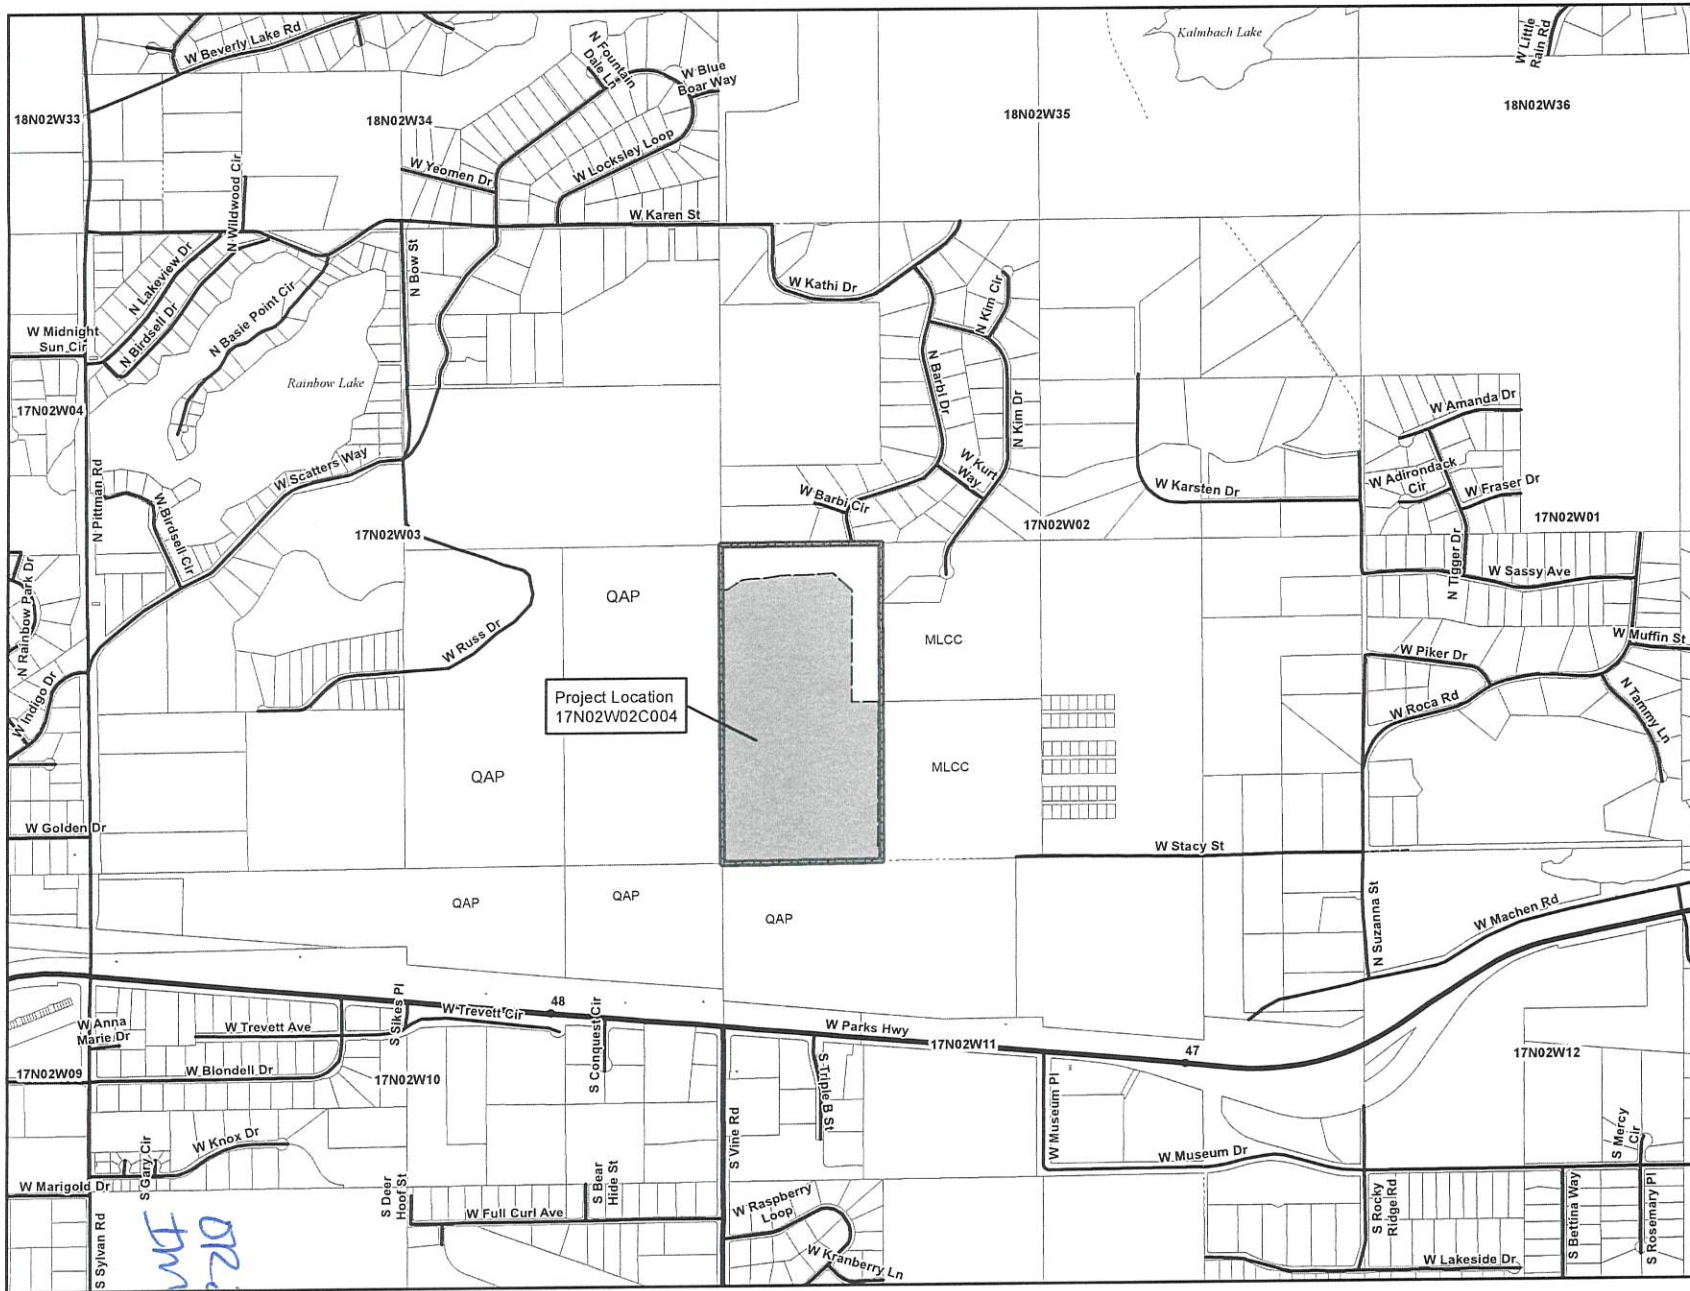 Kalmbach Lake
W Little
Rain Rd
W Beverly Lake Rd
N Fountain
Dale Ln
W Blue
Boar Way
18N02W33
18N02W34
18N02W35
18N02W36
W Yeomen Dr
W Locksley Loop
N Wildwood Cir
W Karen St
N Lakeview Dr
N Birdsell Dr
N Basie Point Cir
N Bow St
W Kathi Dr
N Kim Cir
W Midnight
Sun Cir
Rainbow Lake
N Barbi Dr
N Kim Dr
17N02W04
W Amanda Dr
N Pittman Rd
W Scatters Way
W Kurt
Way
W Adirondack
Cir
W Fraser Dr
W Birdsell Cir
W Barbi Cir
W Karsten Dr
17N02W03
17N02W02
17N02W01
N Rainbow Park Dr
N Tigger Dr
W Sassy Ave
QAP
W Russ Dr
MLCC
W Muffin St
W Piker Dr
W Indigo Dr
Project Location
17N02W02C004
W Roca Rd
N Tammy Ln
QAP
MLCC
W Golden Dr
W Stacy St
QAP
QAP
QAP
N Suzanna St
W Machen Rd
W Anna
Marie Dr
W Trevett Ave
S Sikes Pl
W Trevett Cir
48
S Conquest Cir
W Parks Hwy
17N02W11
47
17N02W12
17N02W09
W Blondell Dr
17N02W10
S Vine Rd
S Triple B St
W Museum Pl
W Knox Dr
S Gary Cir
W Museum Dr
S Mercy
Cir
W Marigold Dr
S Deer
Hoof St
S Bear
Hide St
W Full Curl Ave
W Raspberry
Loop
W Kranberry Ln
S Rocky
Ridge Rd
S Bettina Way
S Rosemary Pl
S Sylvan Rd
W Lakeside Dr